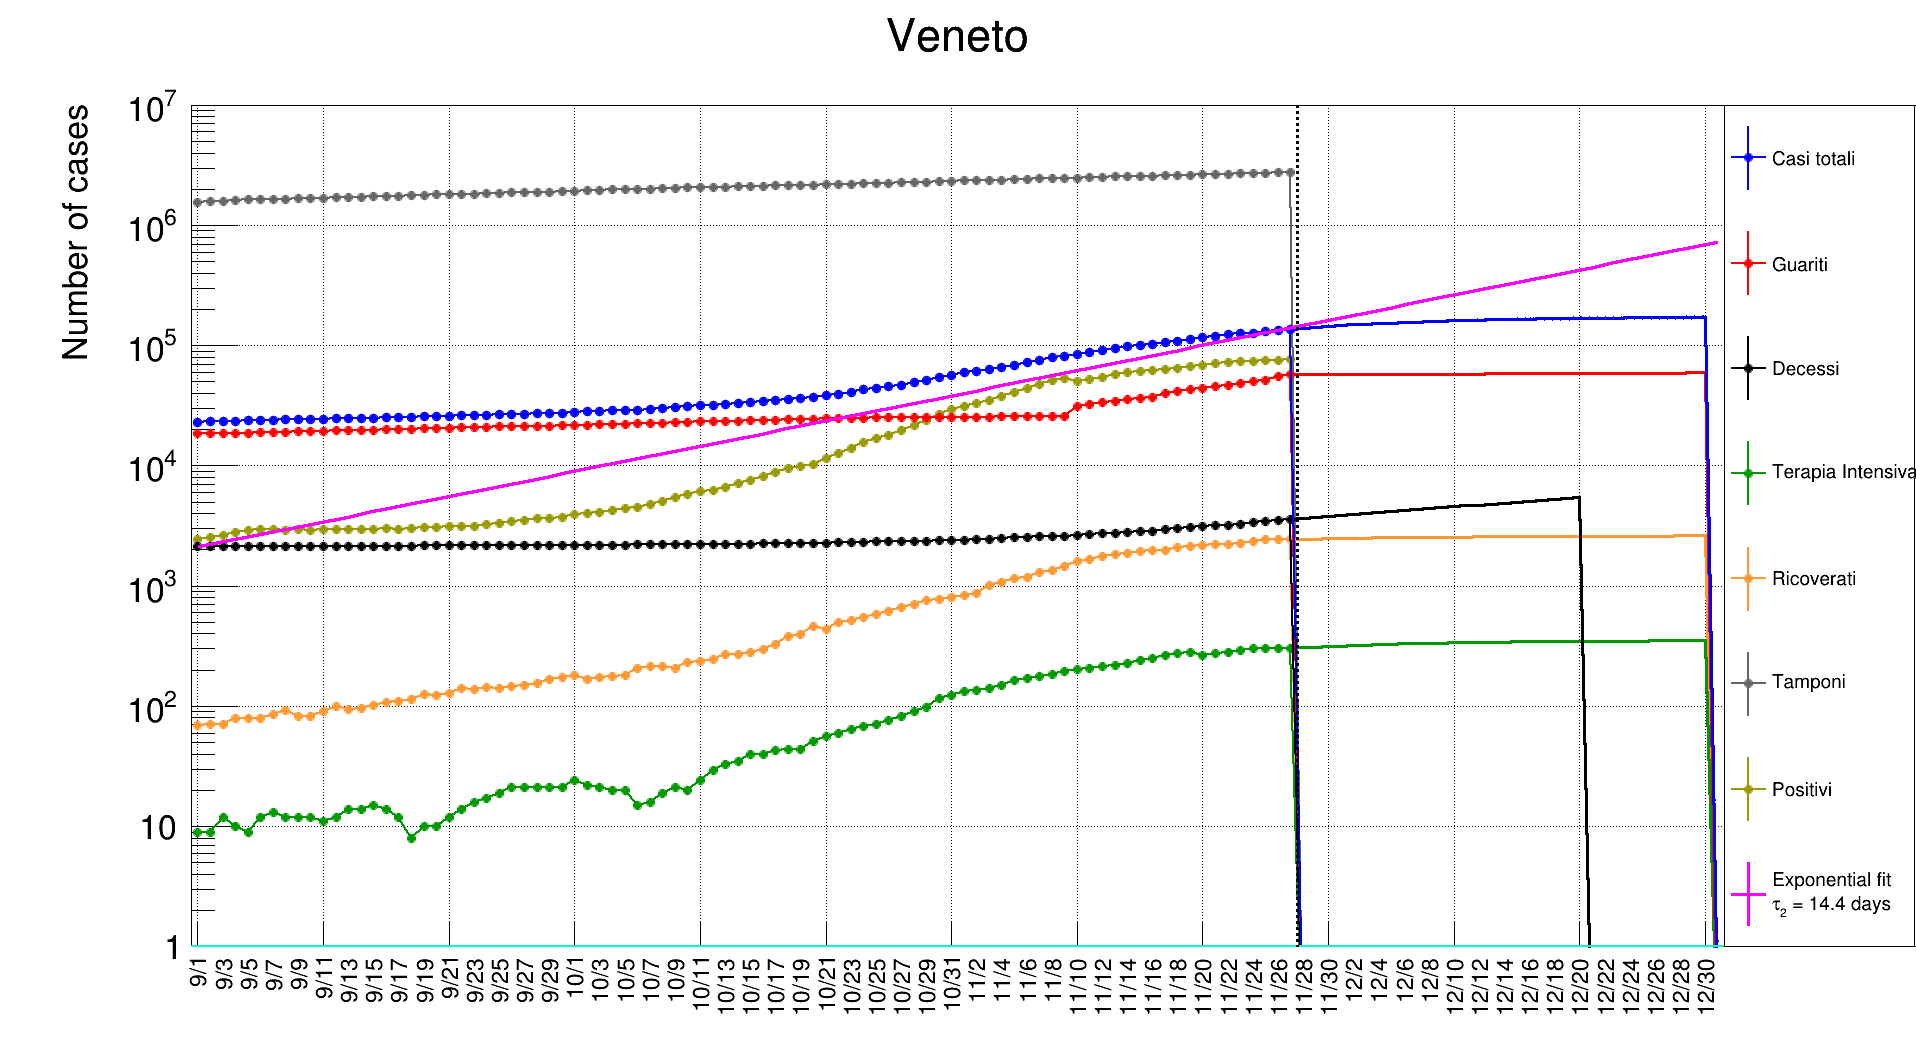 Veneto
Number of cases
10^7
10^6
10^5
10^4
10^3
10^2
10
1
9/1 9/3 9/5 9/7 9/9 9/11 9/13 9/15 9/17 9/19 9/21 9/23 9/25 9/27 9/29 10/1 10/3 10/5 10/7 10/9 10/11 10/13 10/15 10/17 10/19 10/21 10/23 10/25 10/27 10/29 10/31 11/2 11/4 11/6 11/8 11/10 11/12 11/14 11/16 11/18 11/20 11/22 11/24 11/26 11/28 11/30 12/2 12/4 12/6 12/8 12/10 12/12 12/14 12/16 12/18 12/20 12/22 12/24 12/26 12/28 12/30
Casi totali
Guariti
Decessi
Terapia Intensiva
Ricoverati
Tamponi
Positivi
Exponential fit
τ_2 = 14.4 days